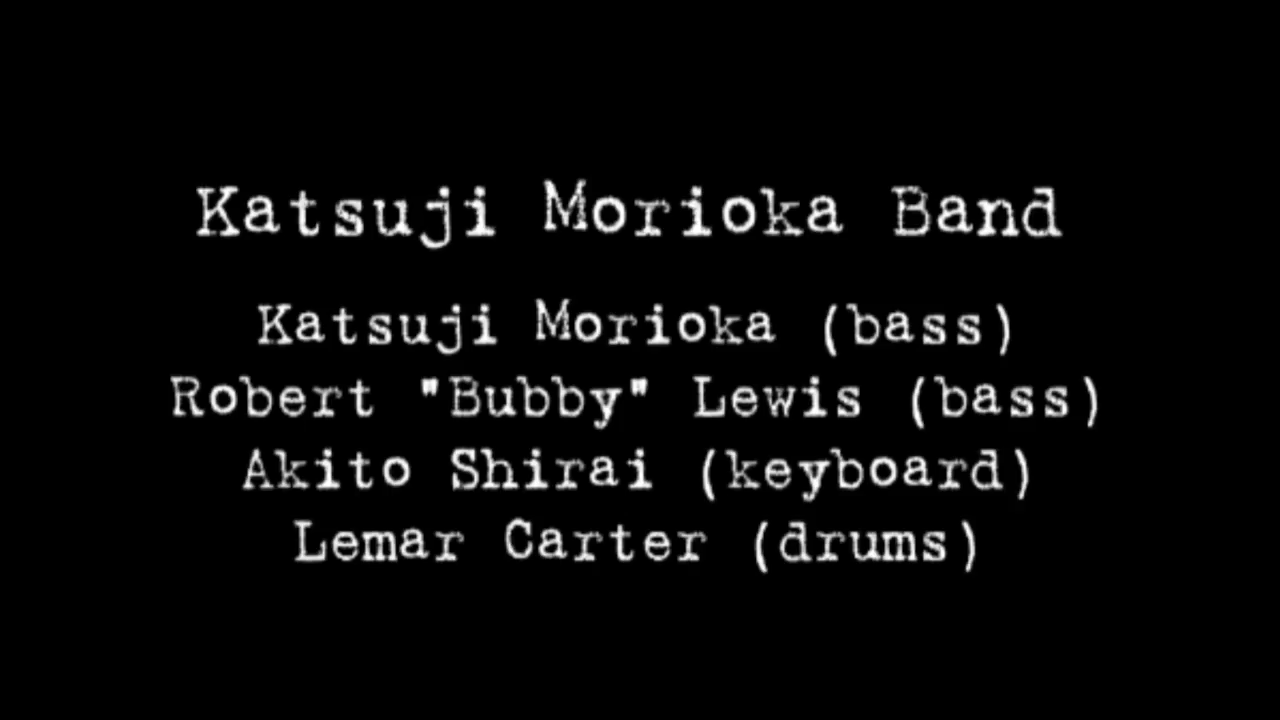 Katsuji Morioka Band
Katsuji Morioka (bass)
Robert "Bubby" Lewis (bass)
Akito Shirai (keyboard)
Lemar Carter (drums)